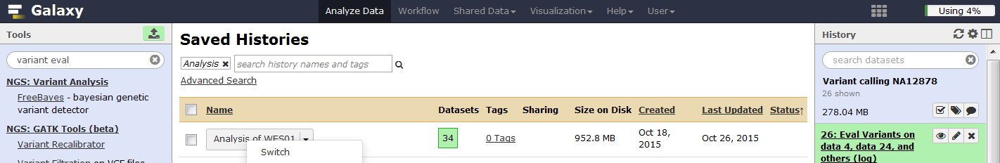 Galaxy
Analyze Data
Workflow
Shared Data
Visualization
Help
User
Using 4%
Tools
variant eval
NGS: Variant Analysis
FreeBayes - bayesian genetic
variant detector
NGS: GATK Tools (beta)
Variant Recalibrator
Variant Filtration on VCF files
Saved Histories
Analysis
search history names and tags
Advanced Search
Name Datasets Tags Sharing Size on Disk Created Last Updated Status↑
Analysis of WES01 34 0 Tags 952.8 MB Oct 18, Oct 26, 2015
2015
Switch
History
search datasets
Variant calling NA12878
26 shown
278.04 MB
26: Eval Variants on
data 4, data 24, and
others (log)